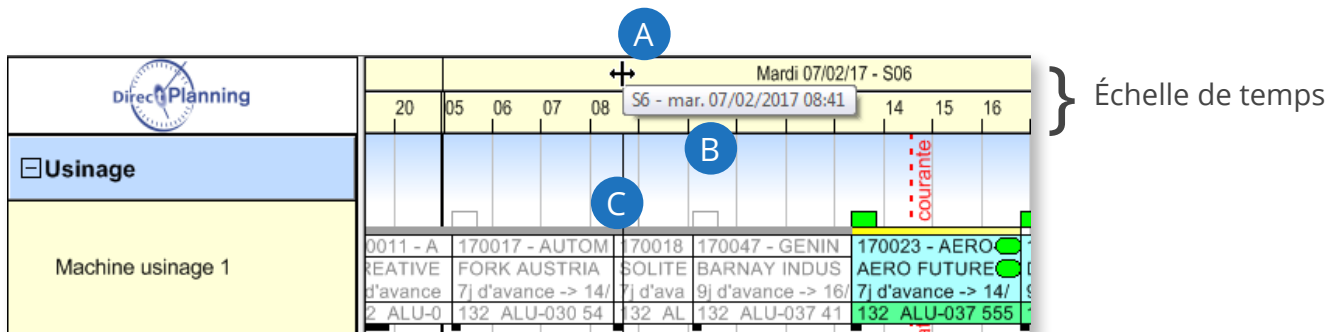 A
Mardi 07/02/17 - S06
DirectPlanning
20 05 06 07 08 14 15 16
S6 - mar. 07/02/2017 08:41
} Échelle de temps
B
Usinage
courante
C
Machine usinage 1
0011 - A 170017 - AUTOM 170018 170047 - GENIN 170023 - AERO
REATIVE FORK AUSTRIA SOLITE BARNAY INDUS AERO FUTURE
d'avance 7j d'avance -> 14/ 7j d'ava 9j d'avance -> 16/ 7j d'avance -> 14/
2 ALU-0 132 ALU-030 54 132 AL 132 ALU-037 41 132 ALU-037 555